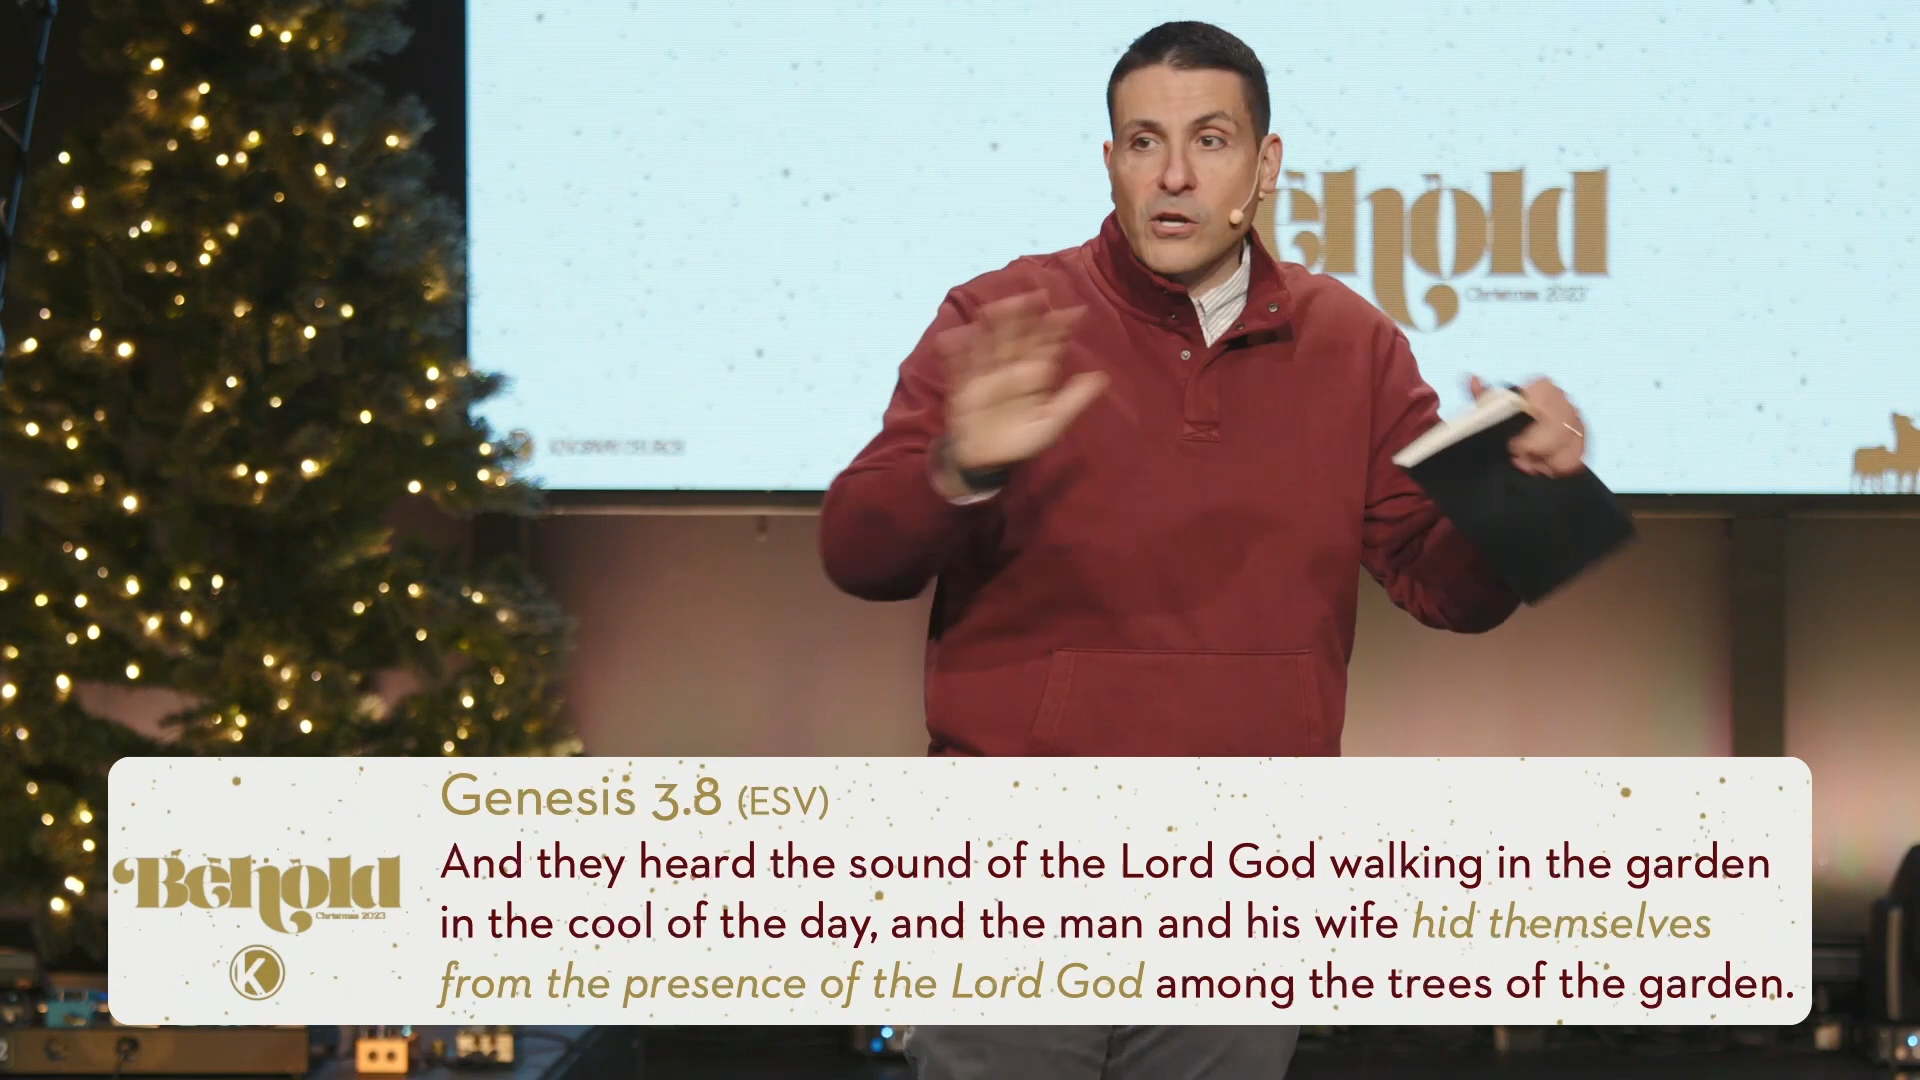 ehold
Christmas 2023
Genesis 3.8 (ESV)
And they heard the sound of the Lord God walking in the garden
in the cool of the day, and the man and his wife hid themselves
from the presence of the Lord God among the trees of the garden.
Behold
Christmas 2023
K